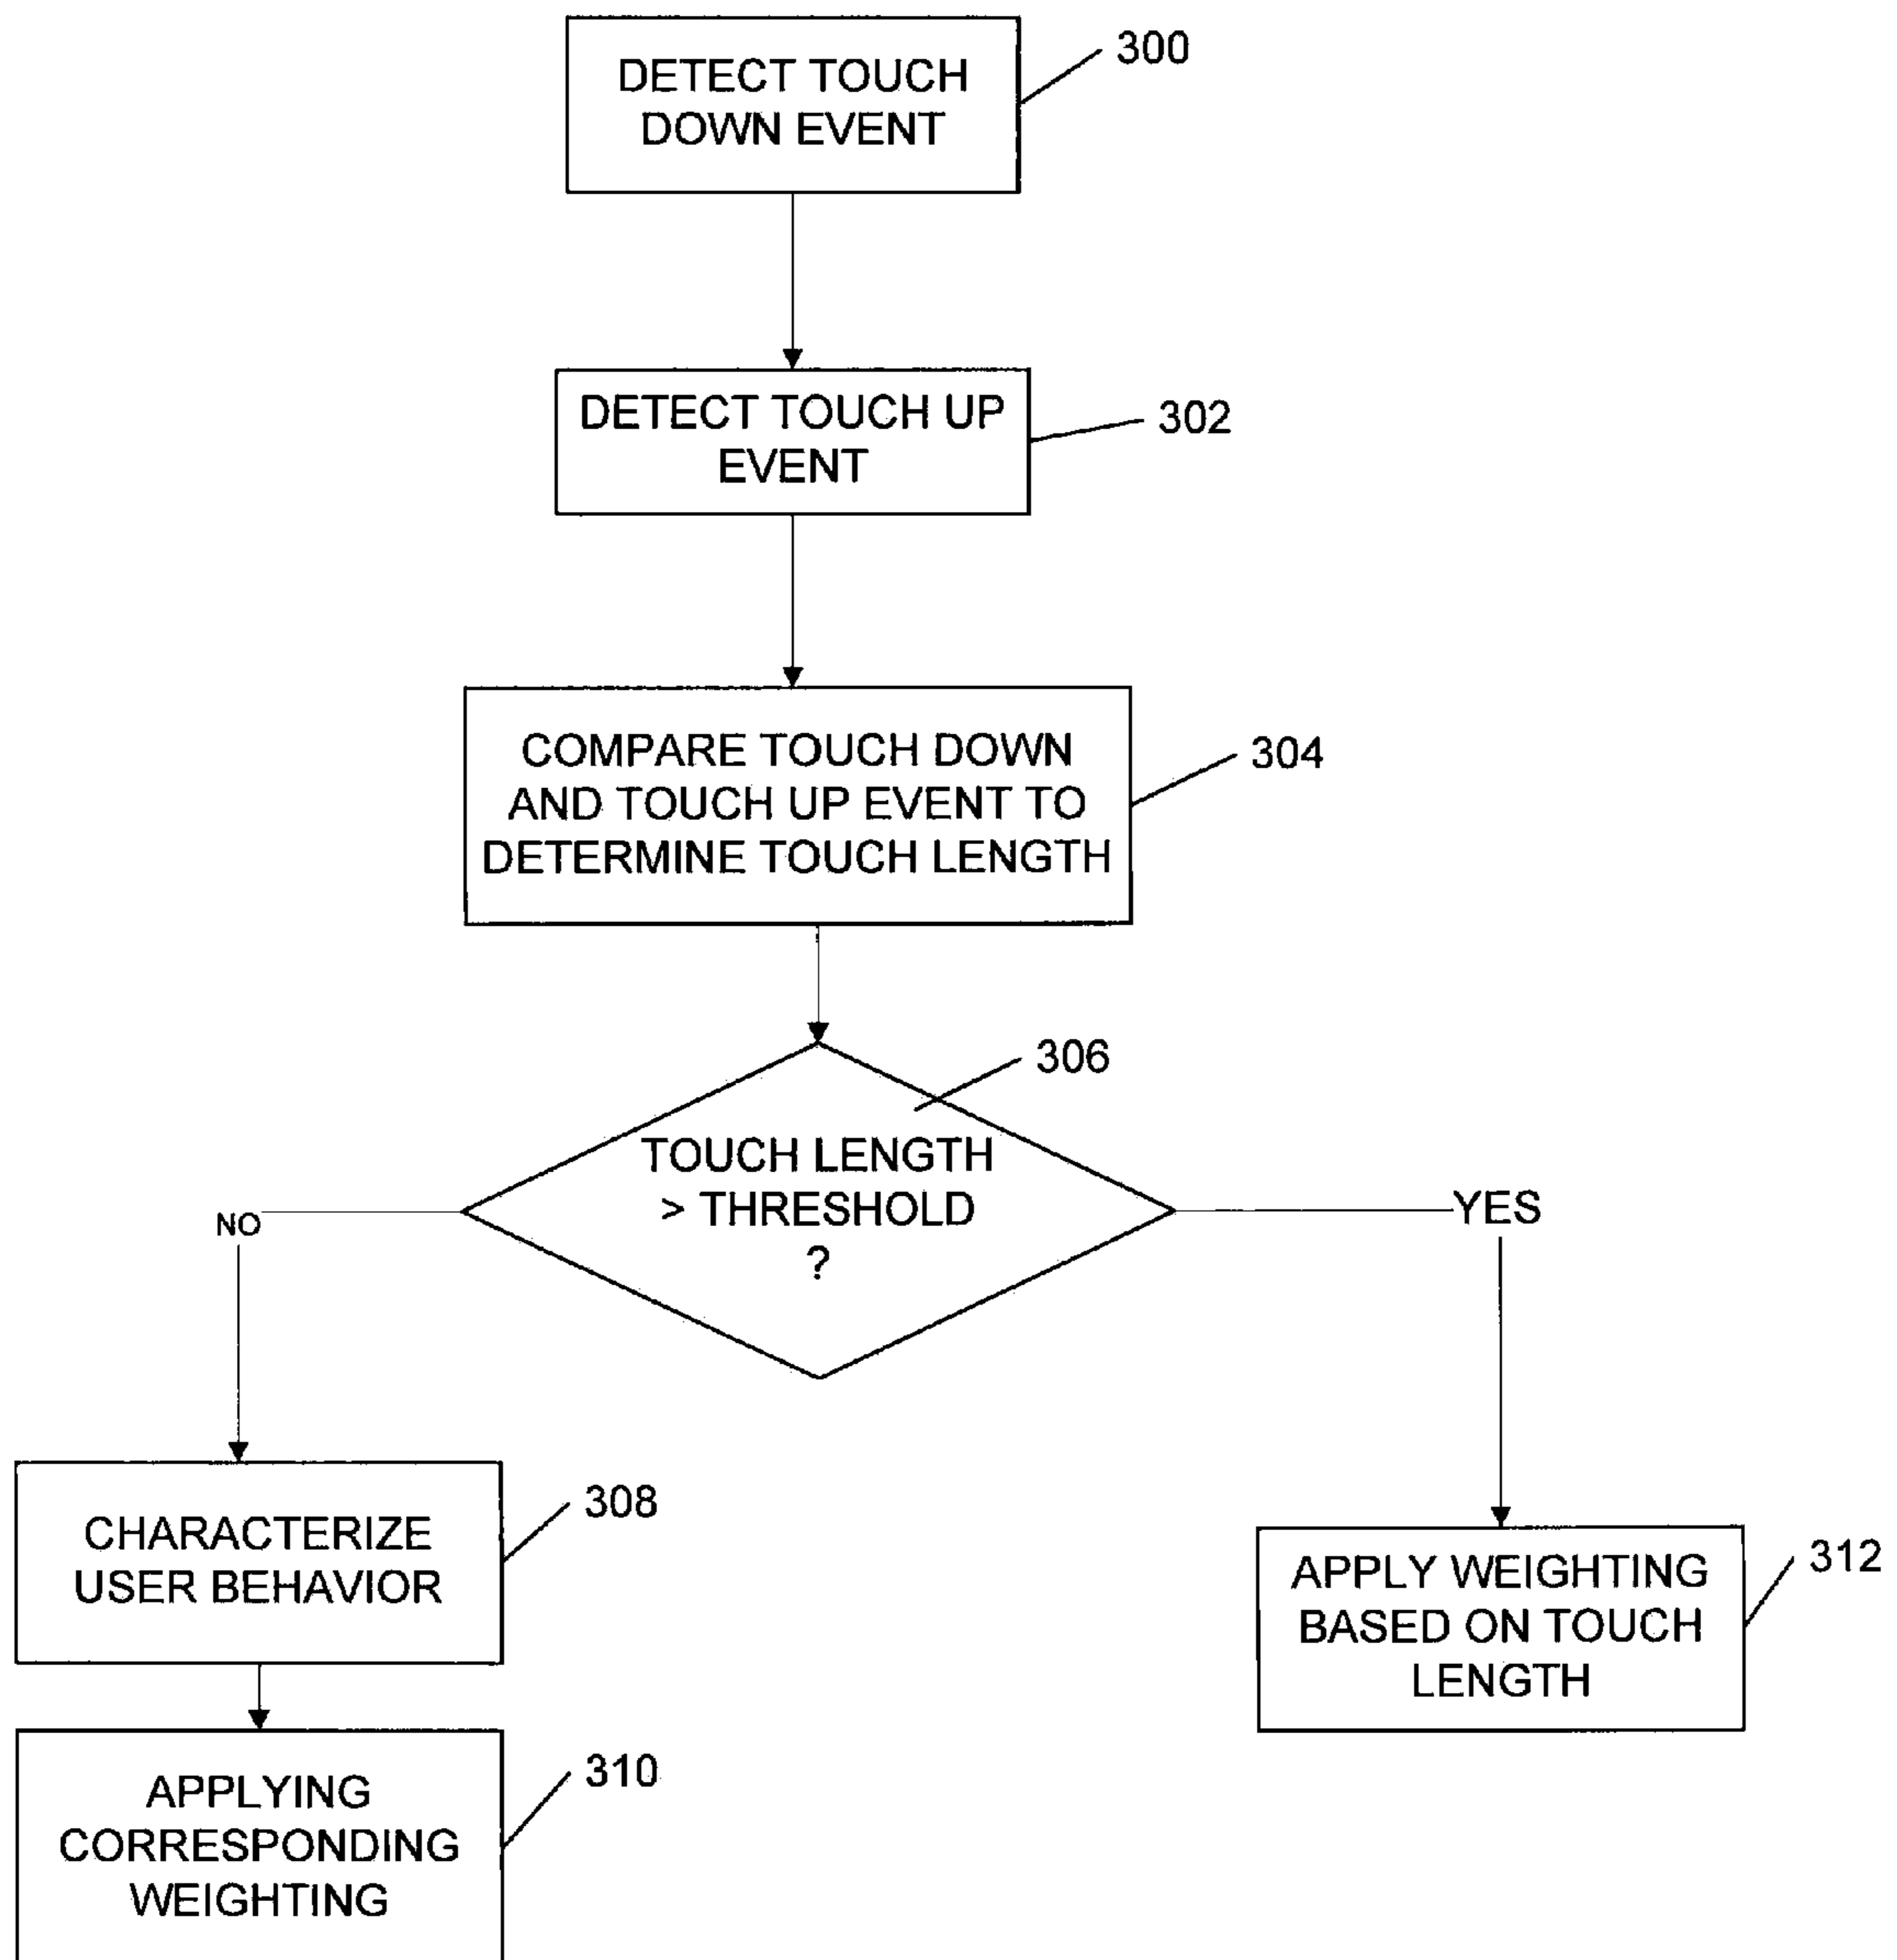 DETECT TOUCH
DOWN EVENT
300
DETECT TOUCH UP
EVENT
302
COMPARE TOUCH DOWN
AND TOUCH UP EVENT TO
DETERMINE TOUCH LENGTH
304
306
TOUCH LENGTH
> THRESHOLD
?
NO
YES
CHARACTERIZE
USER BEHAVIOR
308
APPLY WEIGHTING
BASED ON TOUCH
LENGTH
312
APPLYING
CORRESPONDING
WEIGHTING
310